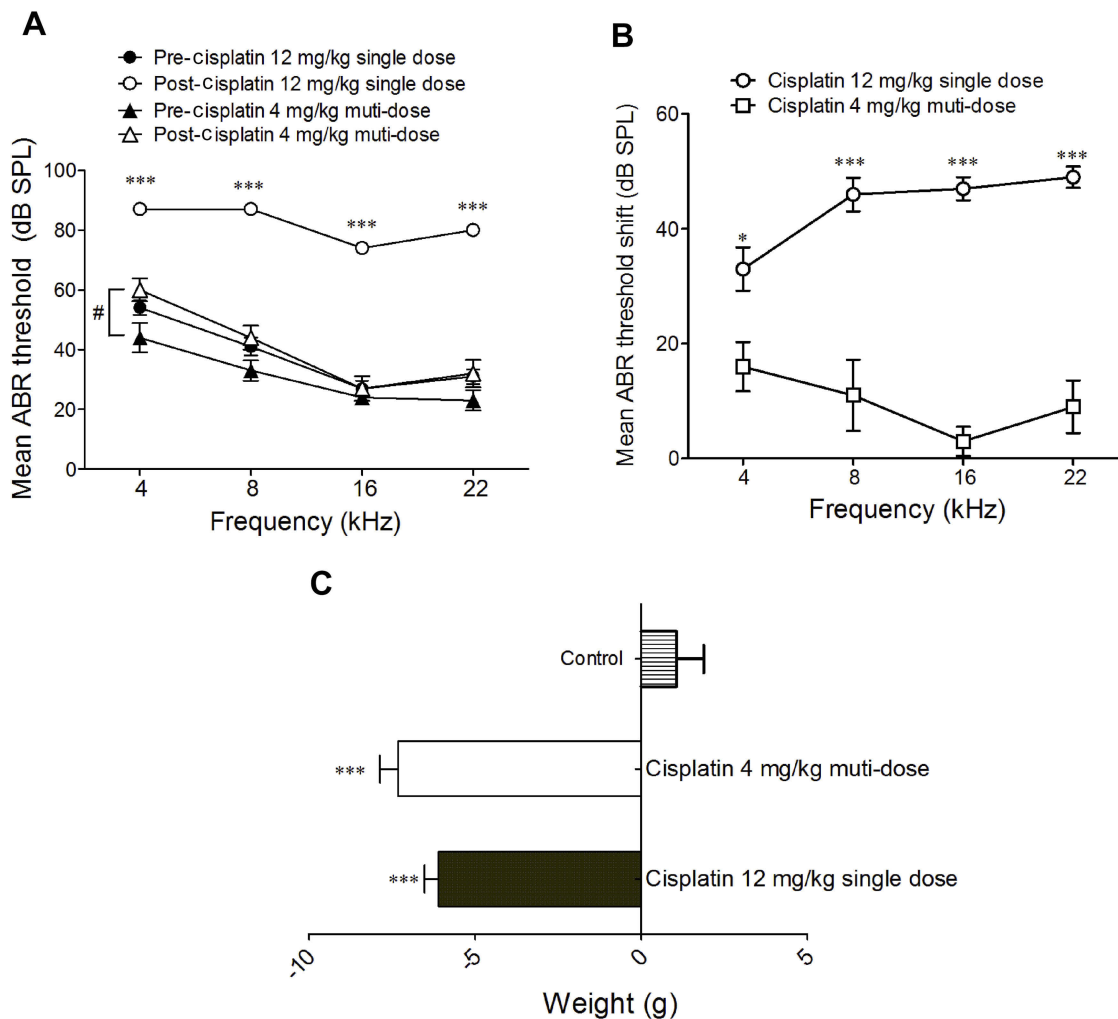 A
Pre-cisplatin 12 mg/kg single dose
Post-cisplatin 12 mg/kg single dose
Pre-cisplatin 4 mg/kg muti-dose
Post-cisplatin 4 mg/kg muti-dose
Mean ABR threshold (dB SPL)
100
80
60
40
20
0
*** *** *** ***
#
4 8 16 22
Frequency (kHz)
B
Cisplatin 12 mg/kg single dose
Cisplatin 4 mg/kg muti-dose
Mean ABR threshold shift (dB SPL)
60
40
20
0
* *** *** ***
4 8 16 22
Frequency (kHz)
C
Control
*** Cisplatin 4 mg/kg muti-dose
*** Cisplatin 12 mg/kg single dose
-10 -5 0 5
Weight (g)